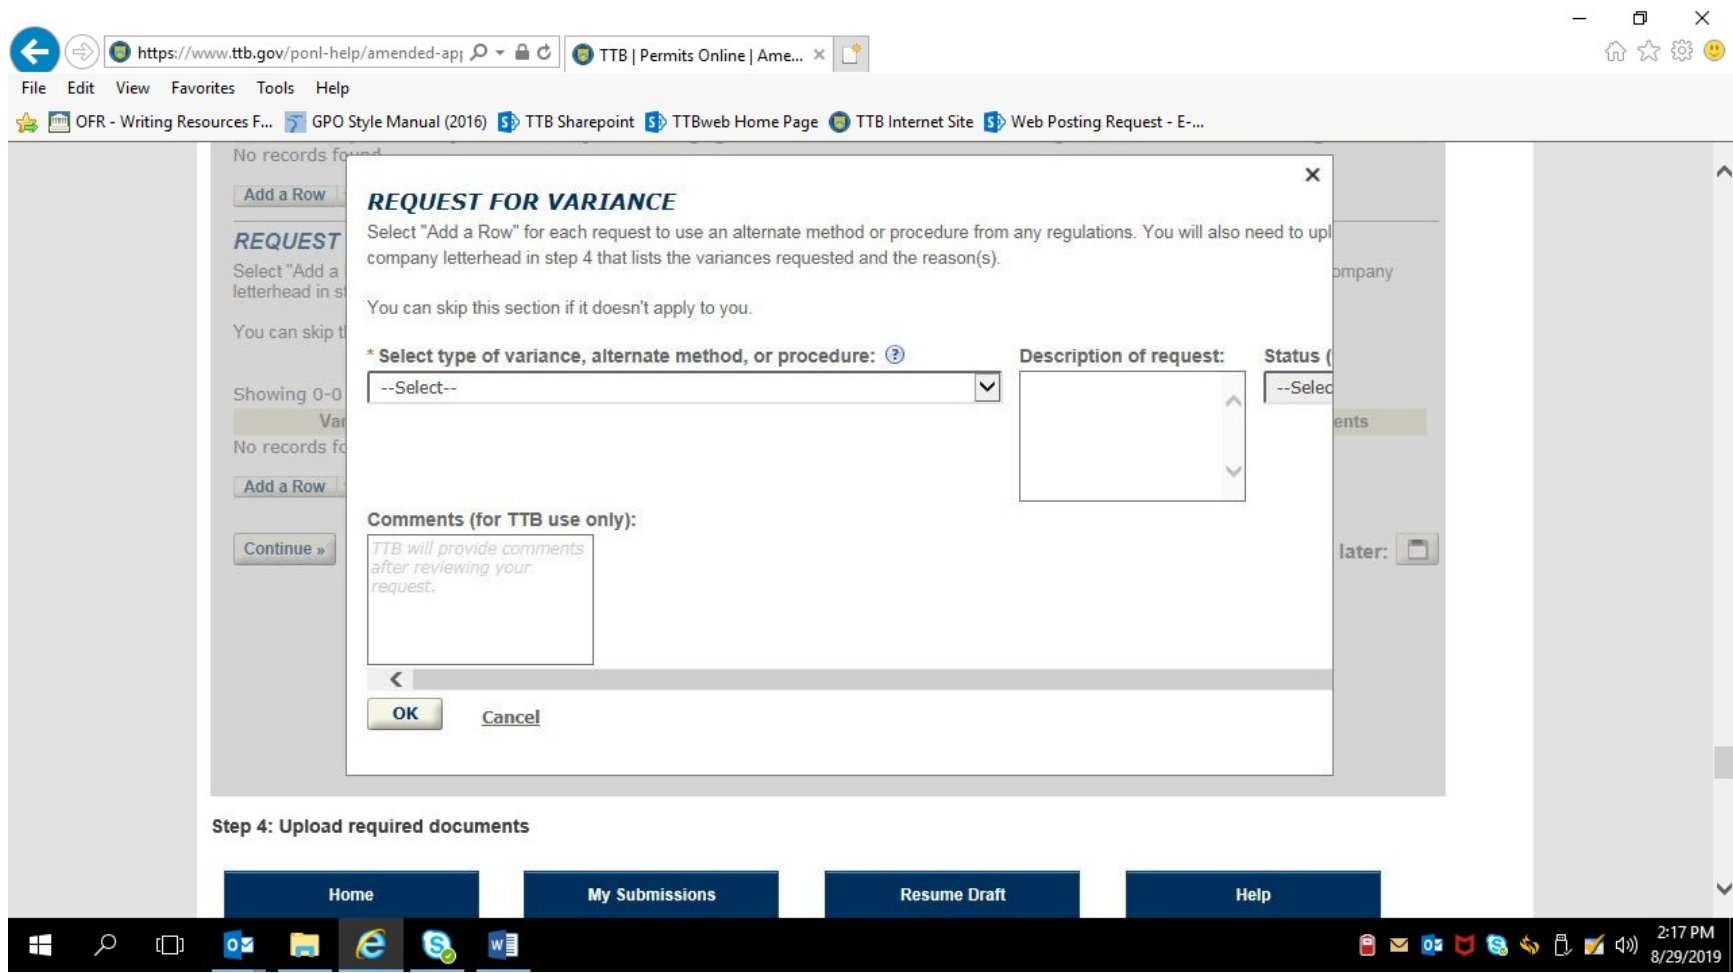 https://www.ttb.gov/ponl-help/amended-ap
TTB | Permits Online | Ame...
File Edit View Favorites Tools Help
OFR - Writing Resources F... GPO Style Manual (2016) TTB Sharepoint TTBweb Home Page TTB Internet Site Web Posting Request - E-...
No records found
Add a Row
REQUEST FOR VARIANCE
Select "Add a Row" for each request to use an alternate method or procedure from any regulations. You will also need to upl
company letterhead in step 4 that lists the variances requested and the reason(s).
You can skip this section if it doesn't apply to you.
* Select type of variance, alternate method, or procedure: ?
Description of request:
Status (
--Select--
--Selec
Comments (for TTB use only):
TTB will provide comments
after reviewing your
request.
OK
Cancel
REQUEST
Select "Add a
ompany
letterhead in st
You can skip t
Showing 0-0
Var
ents
No records fo
Add a Row
Continue »
later:
Step 4: Upload required documents
Home
My Submissions
Resume Draft
Help
2:17 PM
8/29/2019